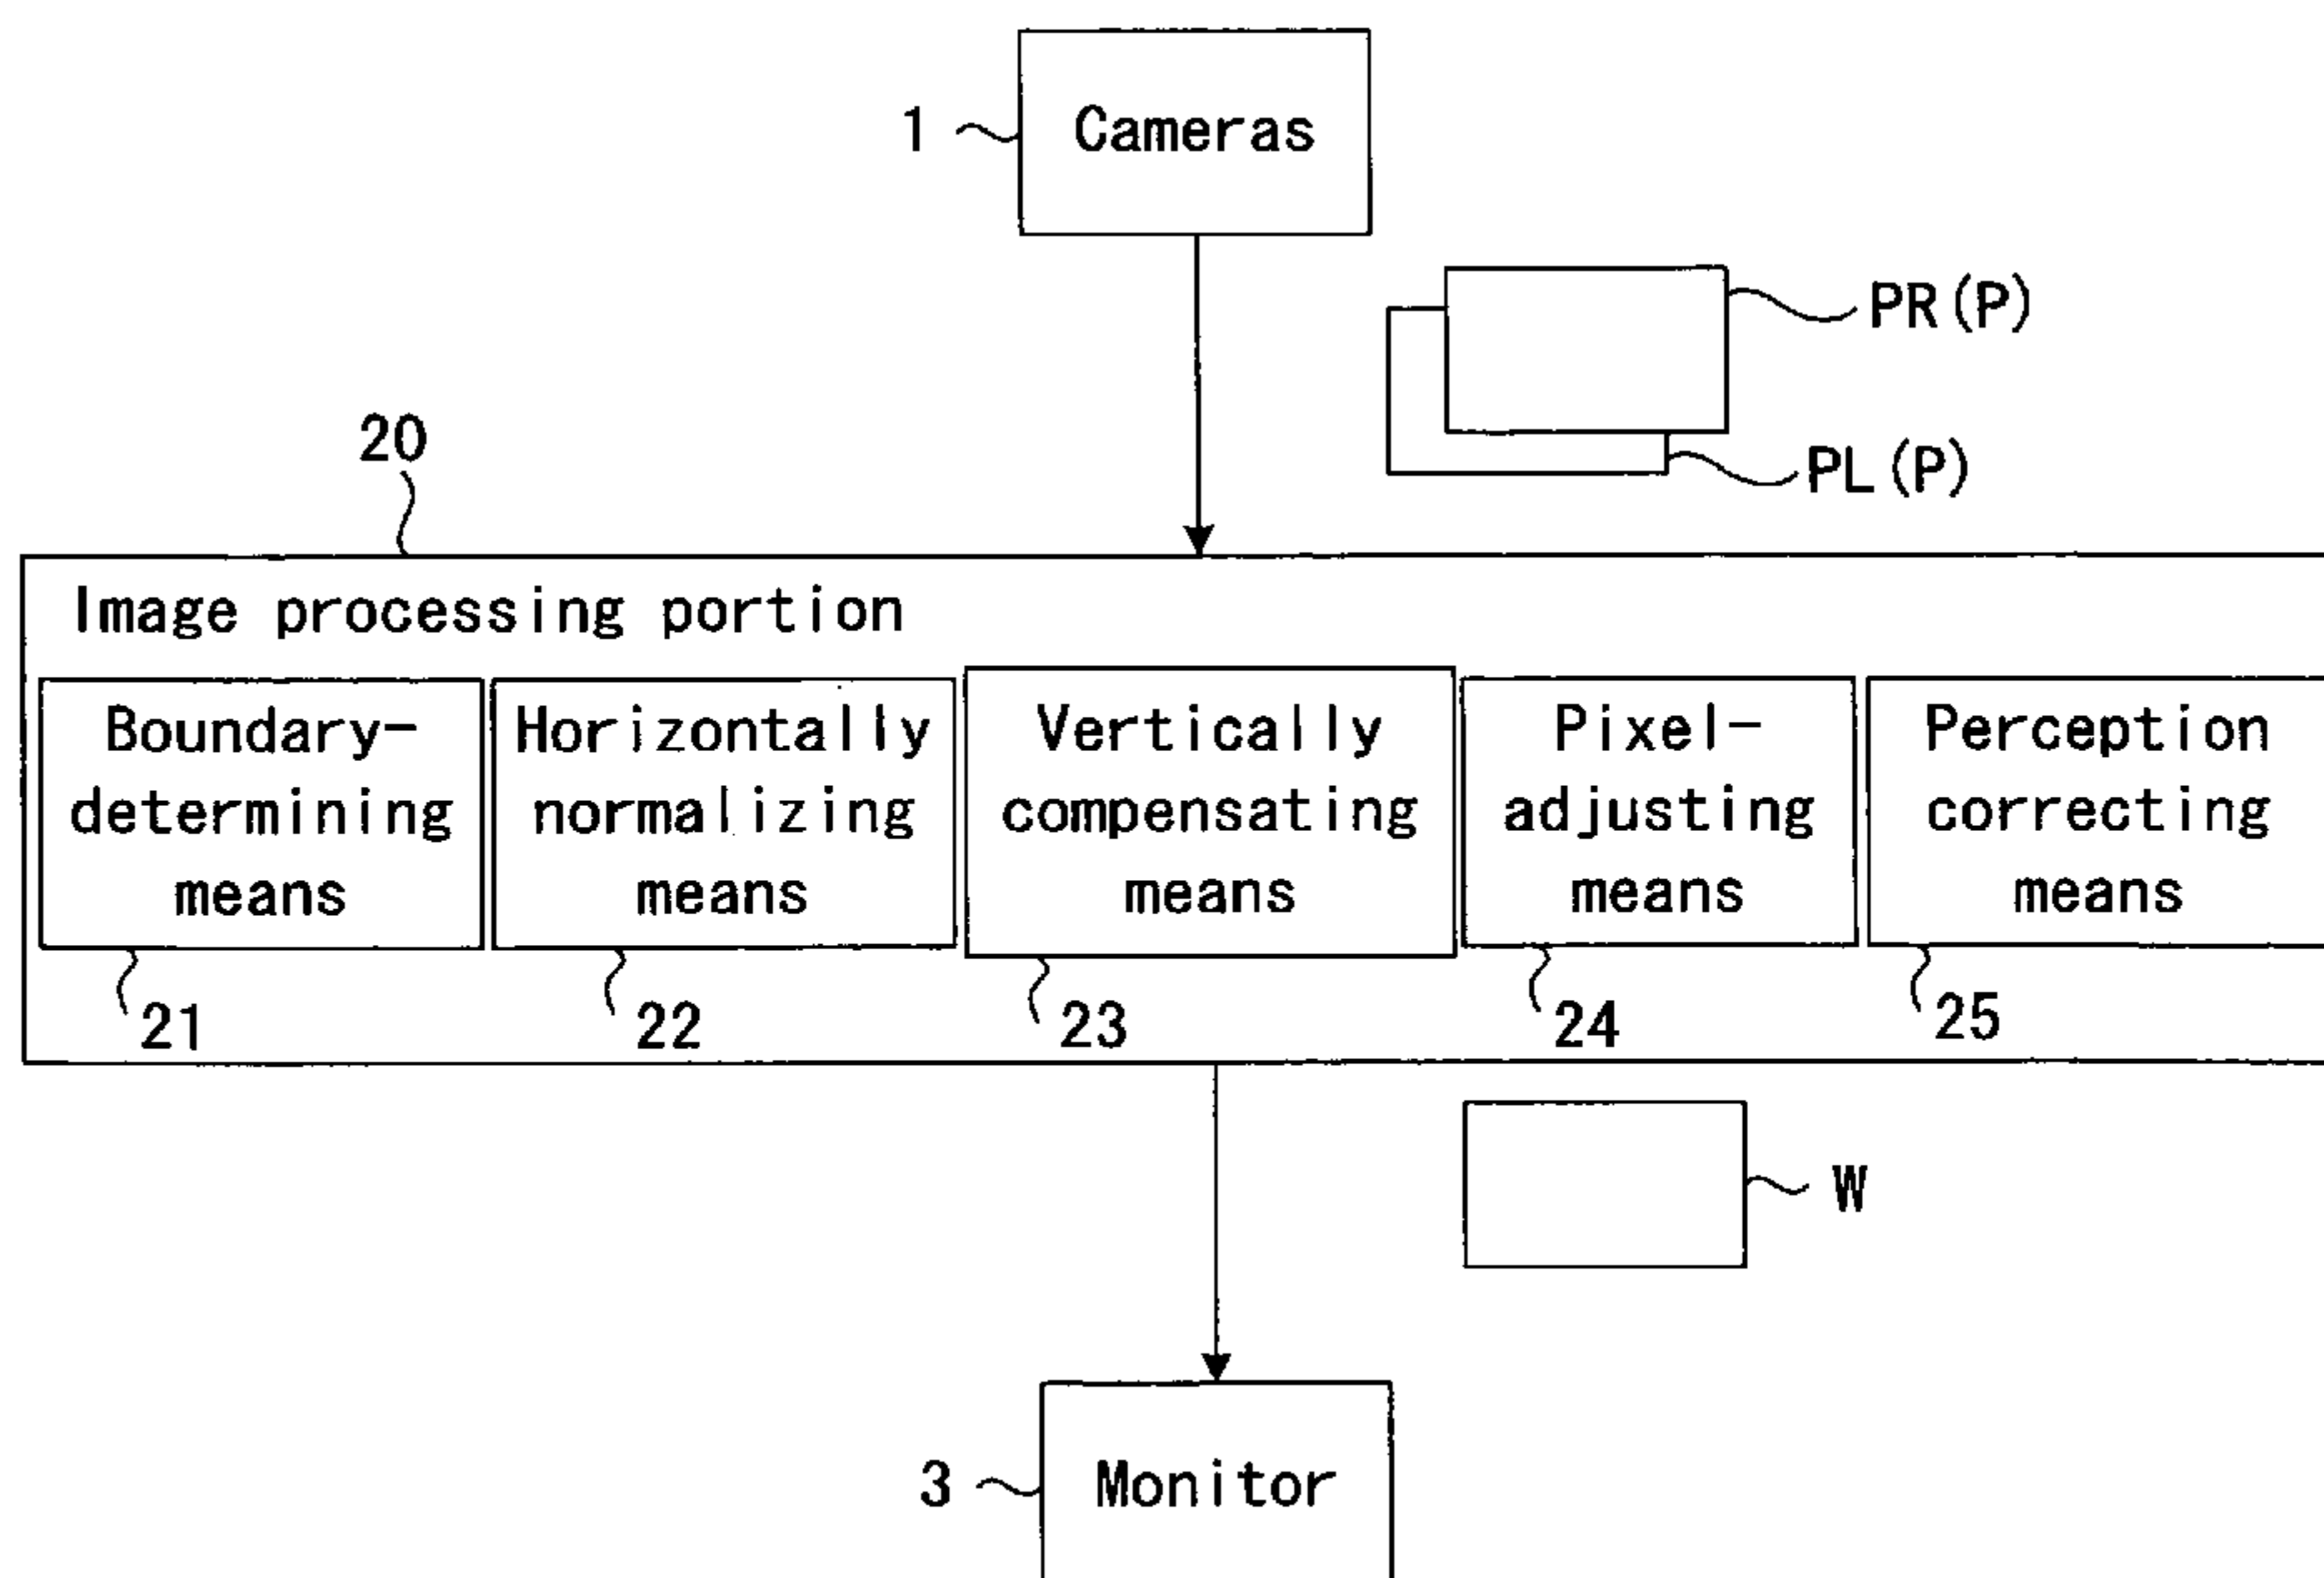 1
Cameras
PR(P)
PL(P)
20
Image processing portion
Boundary-
determining
means
Horizontally
normalizing
means
Vertically
compensating
means
Pixel-
adjusting
means
Perception
correcting
means
21
22
23
24
25
W
3
Monitor